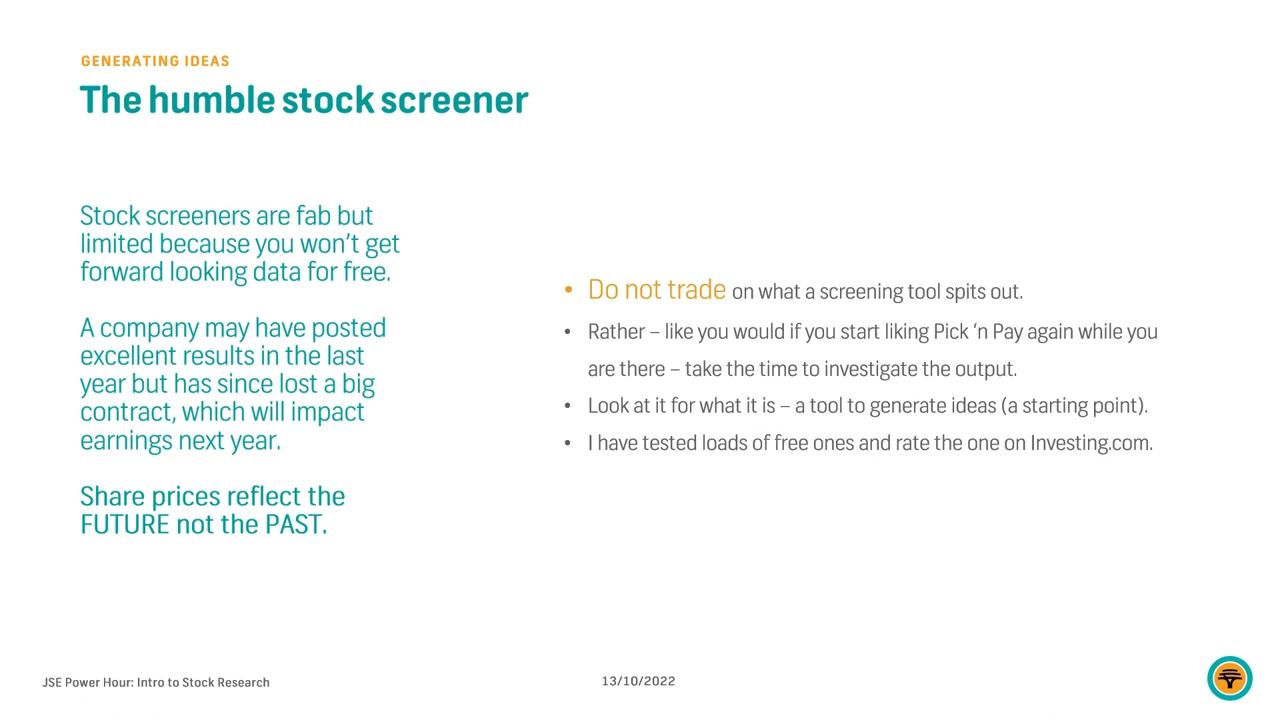 GENERATING IDEAS
The humble stock screener
Stock screeners are fab but
limited because you won't get
forward looking data for free.
A company may have posted
excellent results in the last
year but has since lost a big
contract, which will impact
earnings next year.
Share prices reflect the
FUTURE not the PAST.
• Do not trade on what a screening tool spits out.
• Rather – like you would if you start liking Pick 'n Pay again while you
are there – take the time to investigate the output.
• Look at it for what it is – a tool to generate ideas (a starting point).
• I have tested loads of free ones and rate the one on Investing.com.
JSE Power Hour: Intro to Stock Research
13/10/2022